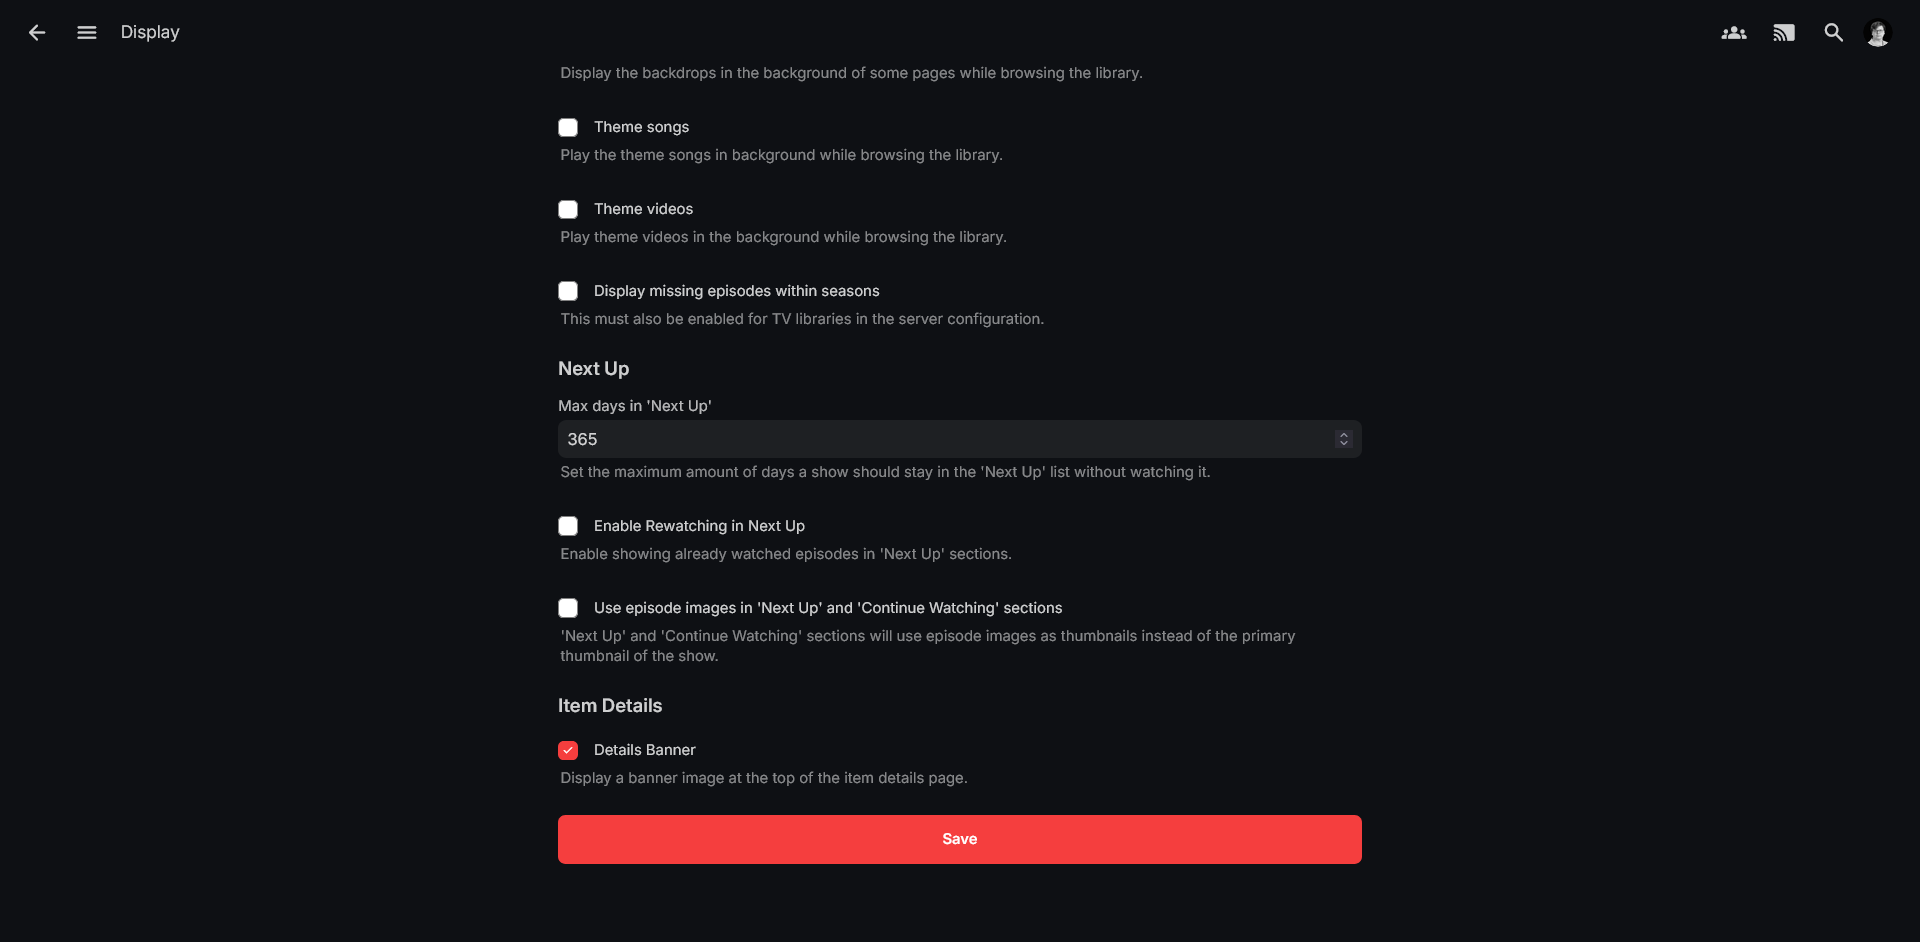 Display
Display the backdrops in the background of some pages while browsing the library.
Theme songs
Play the theme songs in background while browsing the library.
Theme videos
Play theme videos in the background while browsing the library.
Display missing episodes within seasons
This must also be enabled for TV libraries in the server configuration.
Next Up
Max days in 'Next Up'
365
Set the maximum amount of days a show should stay in the 'Next Up' list without watching it.
Enable Rewatching in Next Up
Enable showing already watched episodes in 'Next Up' sections.
Use episode images in 'Next Up' and 'Continue Watching' sections
'Next Up' and 'Continue Watching' sections will use episode images as thumbnails instead of the primary
thumbnail of the show.
Item Details
Details Banner
Display a banner image at the top of the item details page.
Save